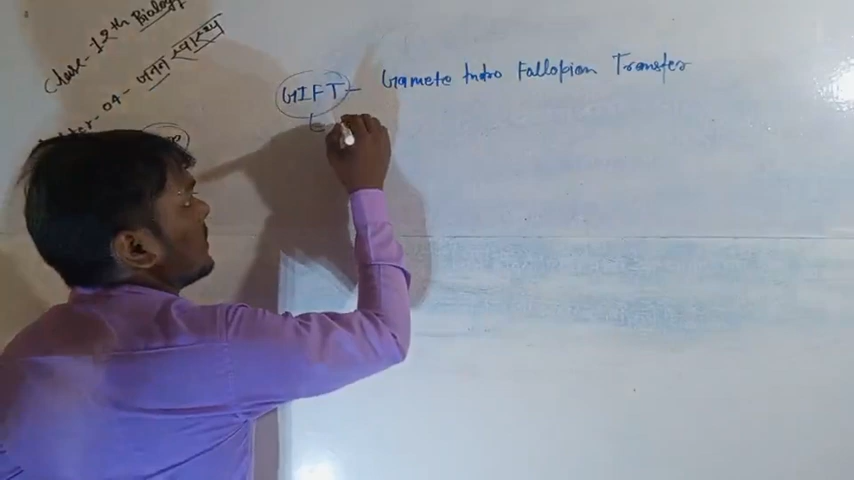 Class - 12th Biology
- 04 - जनन स्वास्थ्य
GIFT - Gamete Intra Fallopian Transfer